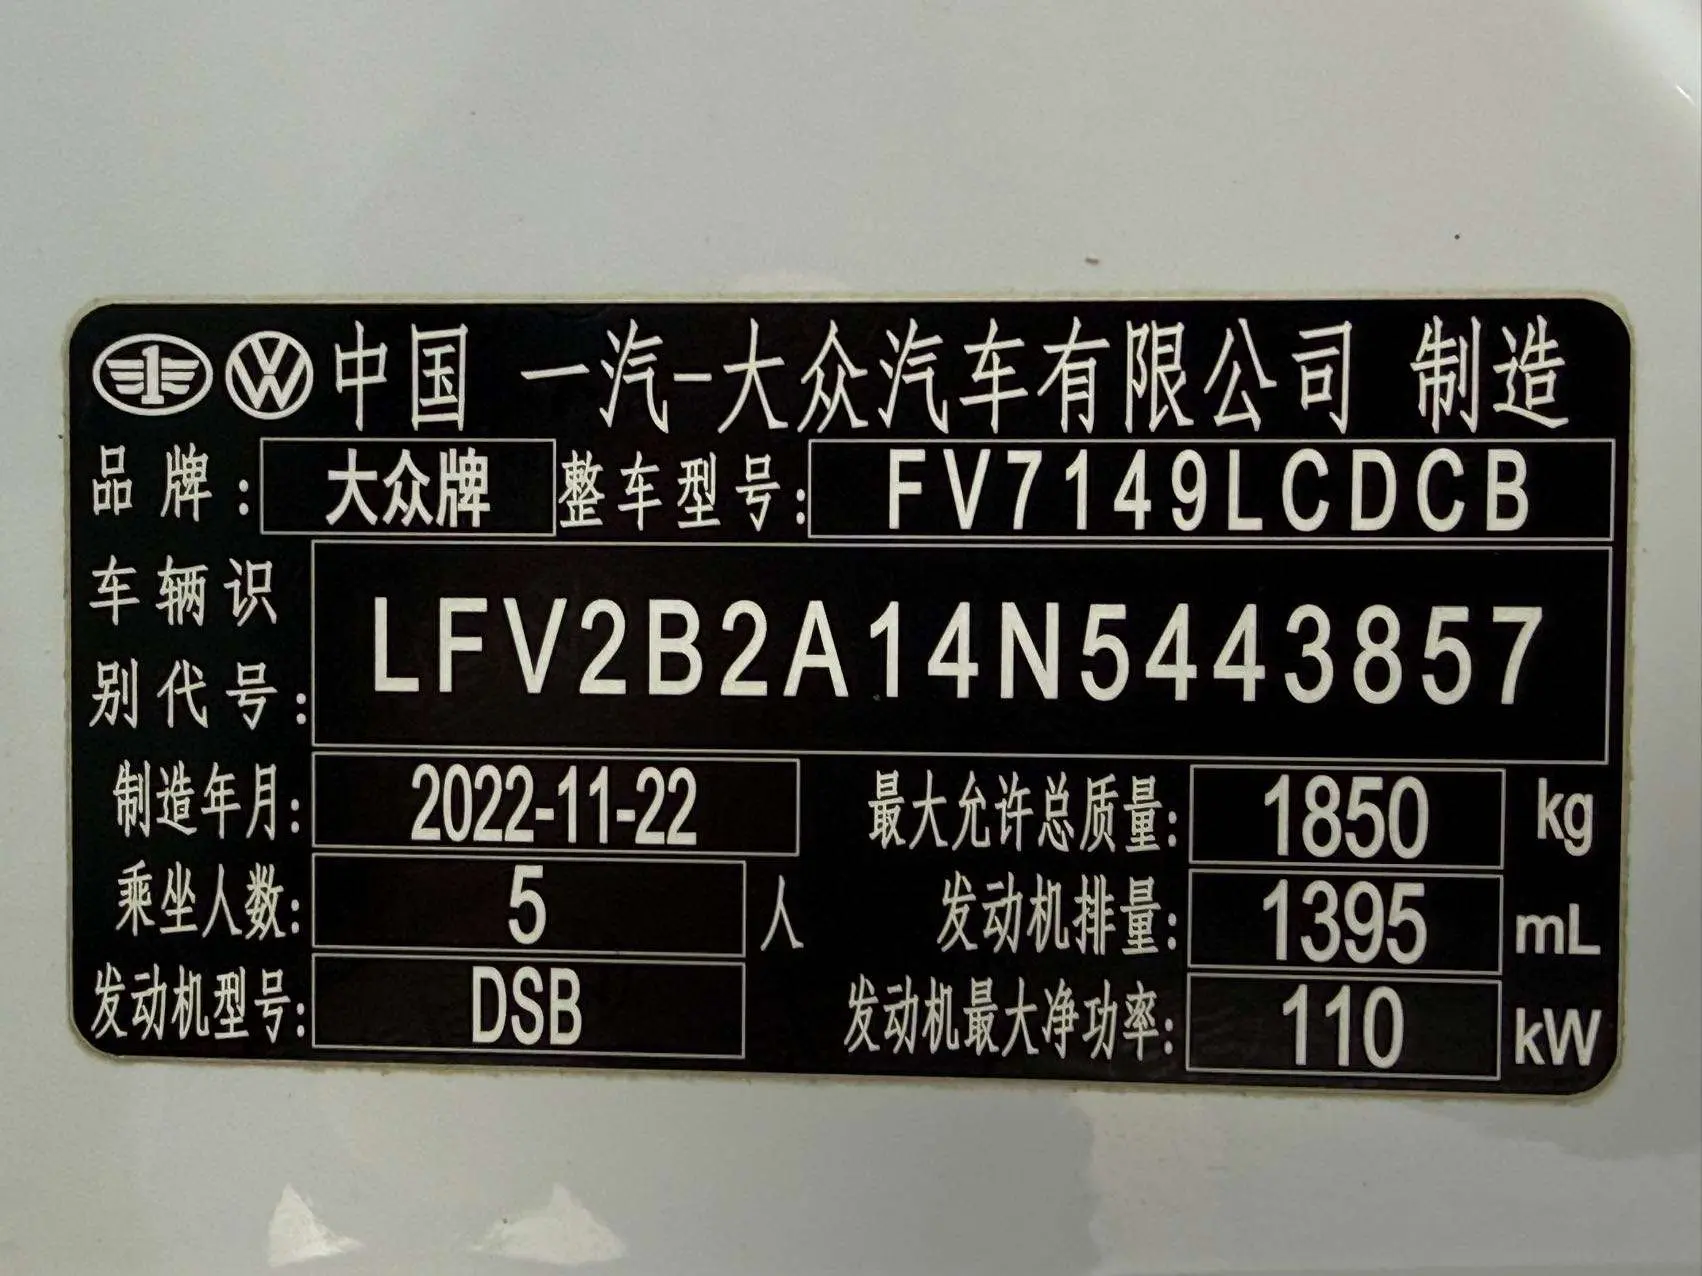 中国 一汽-大众汽车有限公司 制造
品牌: 大众牌 整车型号: FV7149LCDCB
车辆识别代号: LFV2B2A14N5443857
制造年月: 2022-11-22 最大允许总质量: 1850 kg
乘坐人数: 5 人 发动机排量: 1395 mL
发动机型号: DSB 发动机最大净功率: 110 kW